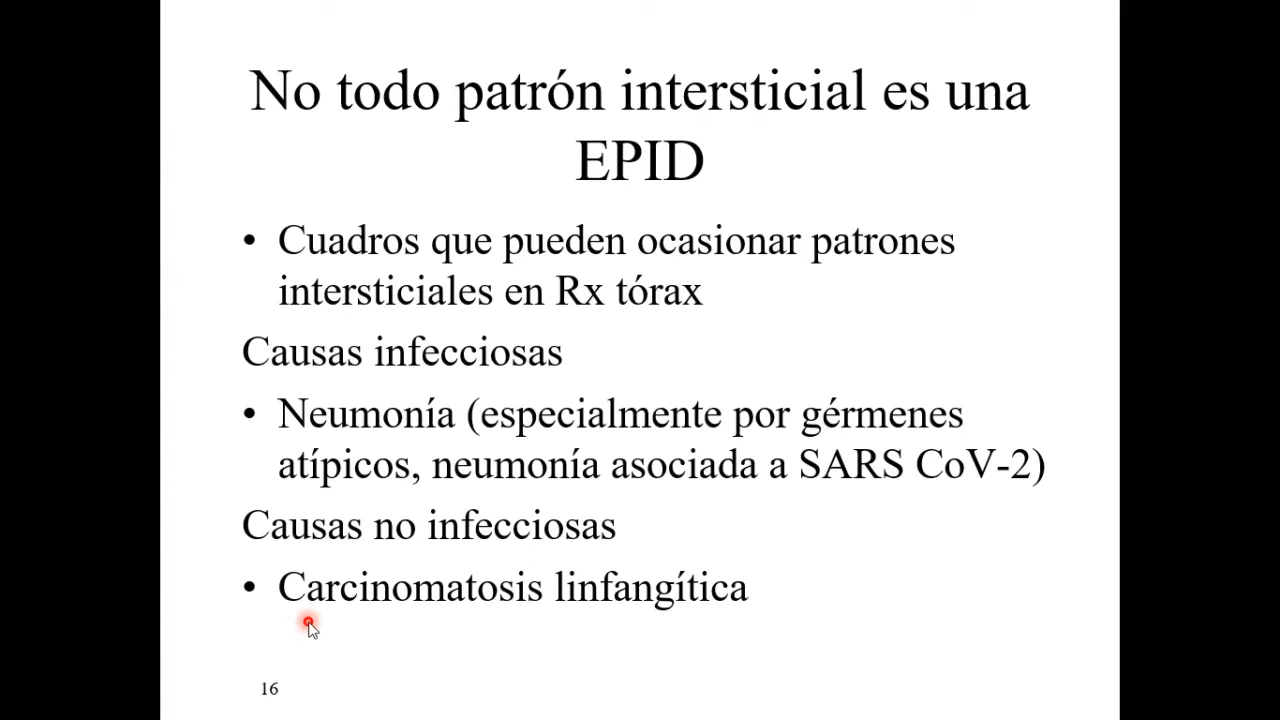 No todo patrón intersticial es una
EPID
• Cuadros que pueden ocasionar patrones
intersticiales en Rx tórax
Causas infecciosas
• Neumonía (especialmente por gérmenes
atípicos, neumonía asociada a SARS CoV-2)
Causas no infecciosas
• Carcinomatosis linfangítica
16